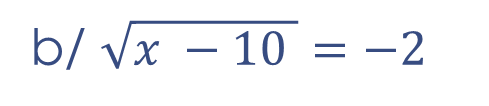 b/ √(x − 10) = −2